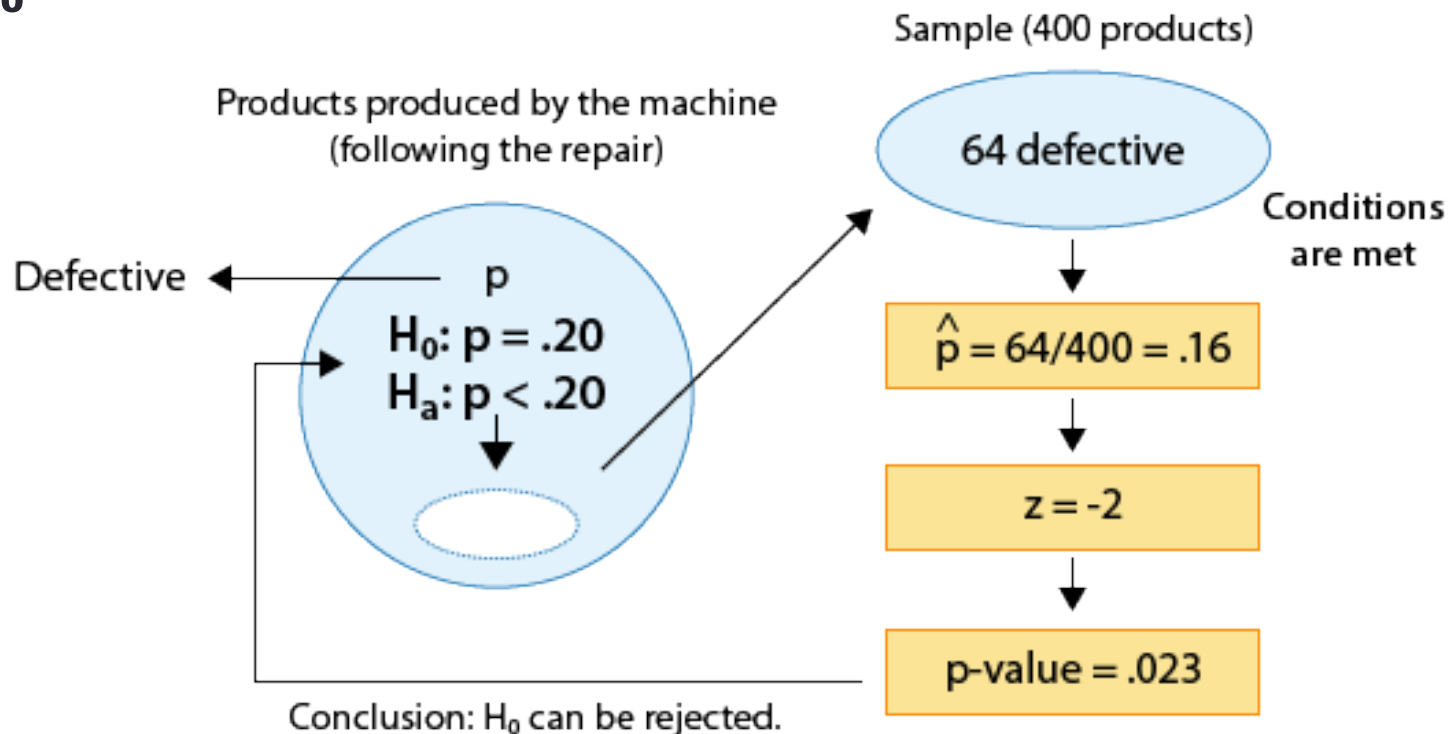 Sample (400 products)
Products produced by the machine
(following the repair)
64 defective
Conditions
are met
Defective
p
H₀: p = .20
Hₐ: p < .20
p̂ = 64/400 = .16
z = -2
p-value = .023
Conclusion: H₀ can be rejected.